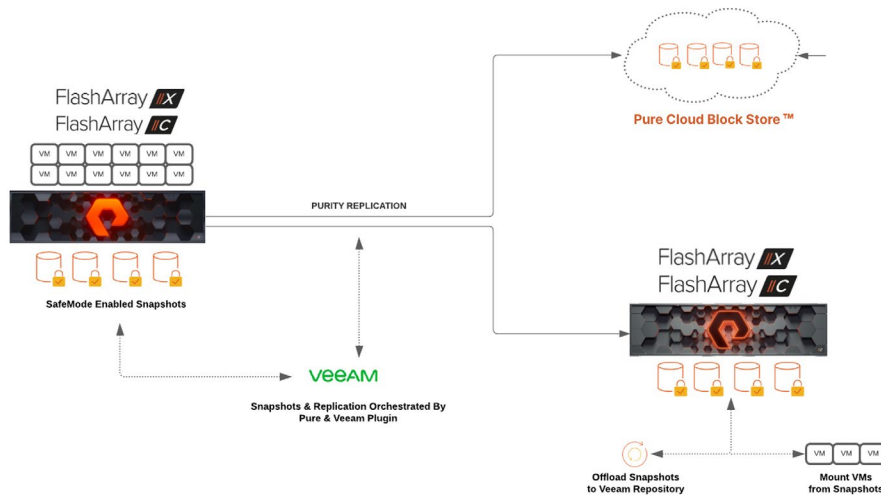 FlashArray //X
FlashArray //C
VM VM VM VM VM VM
VM VM VM VM VM VM
SafeMode Enabled Snapshots
PURITY REPLICATION
Pure Cloud Block Store ™
FlashArray //X
FlashArray //C
veeAM
Snapshots & Replication Orchestrated By
Pure & Veeam Plugin
Offload Snapshots
to Veeam Repository
VM VM VM
Mount VMs
from Snapshots